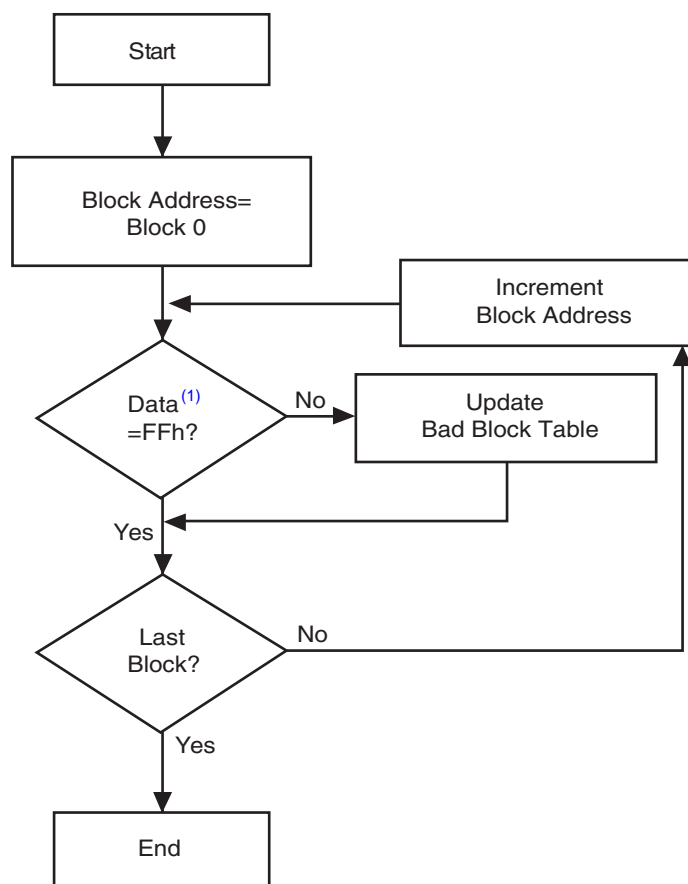 Start
Block Address=
Block 0
Increment
Block Address
Data(1)
=FFh?
No
Update
Bad Block Table
Yes
Last
Block?
No
Yes
End